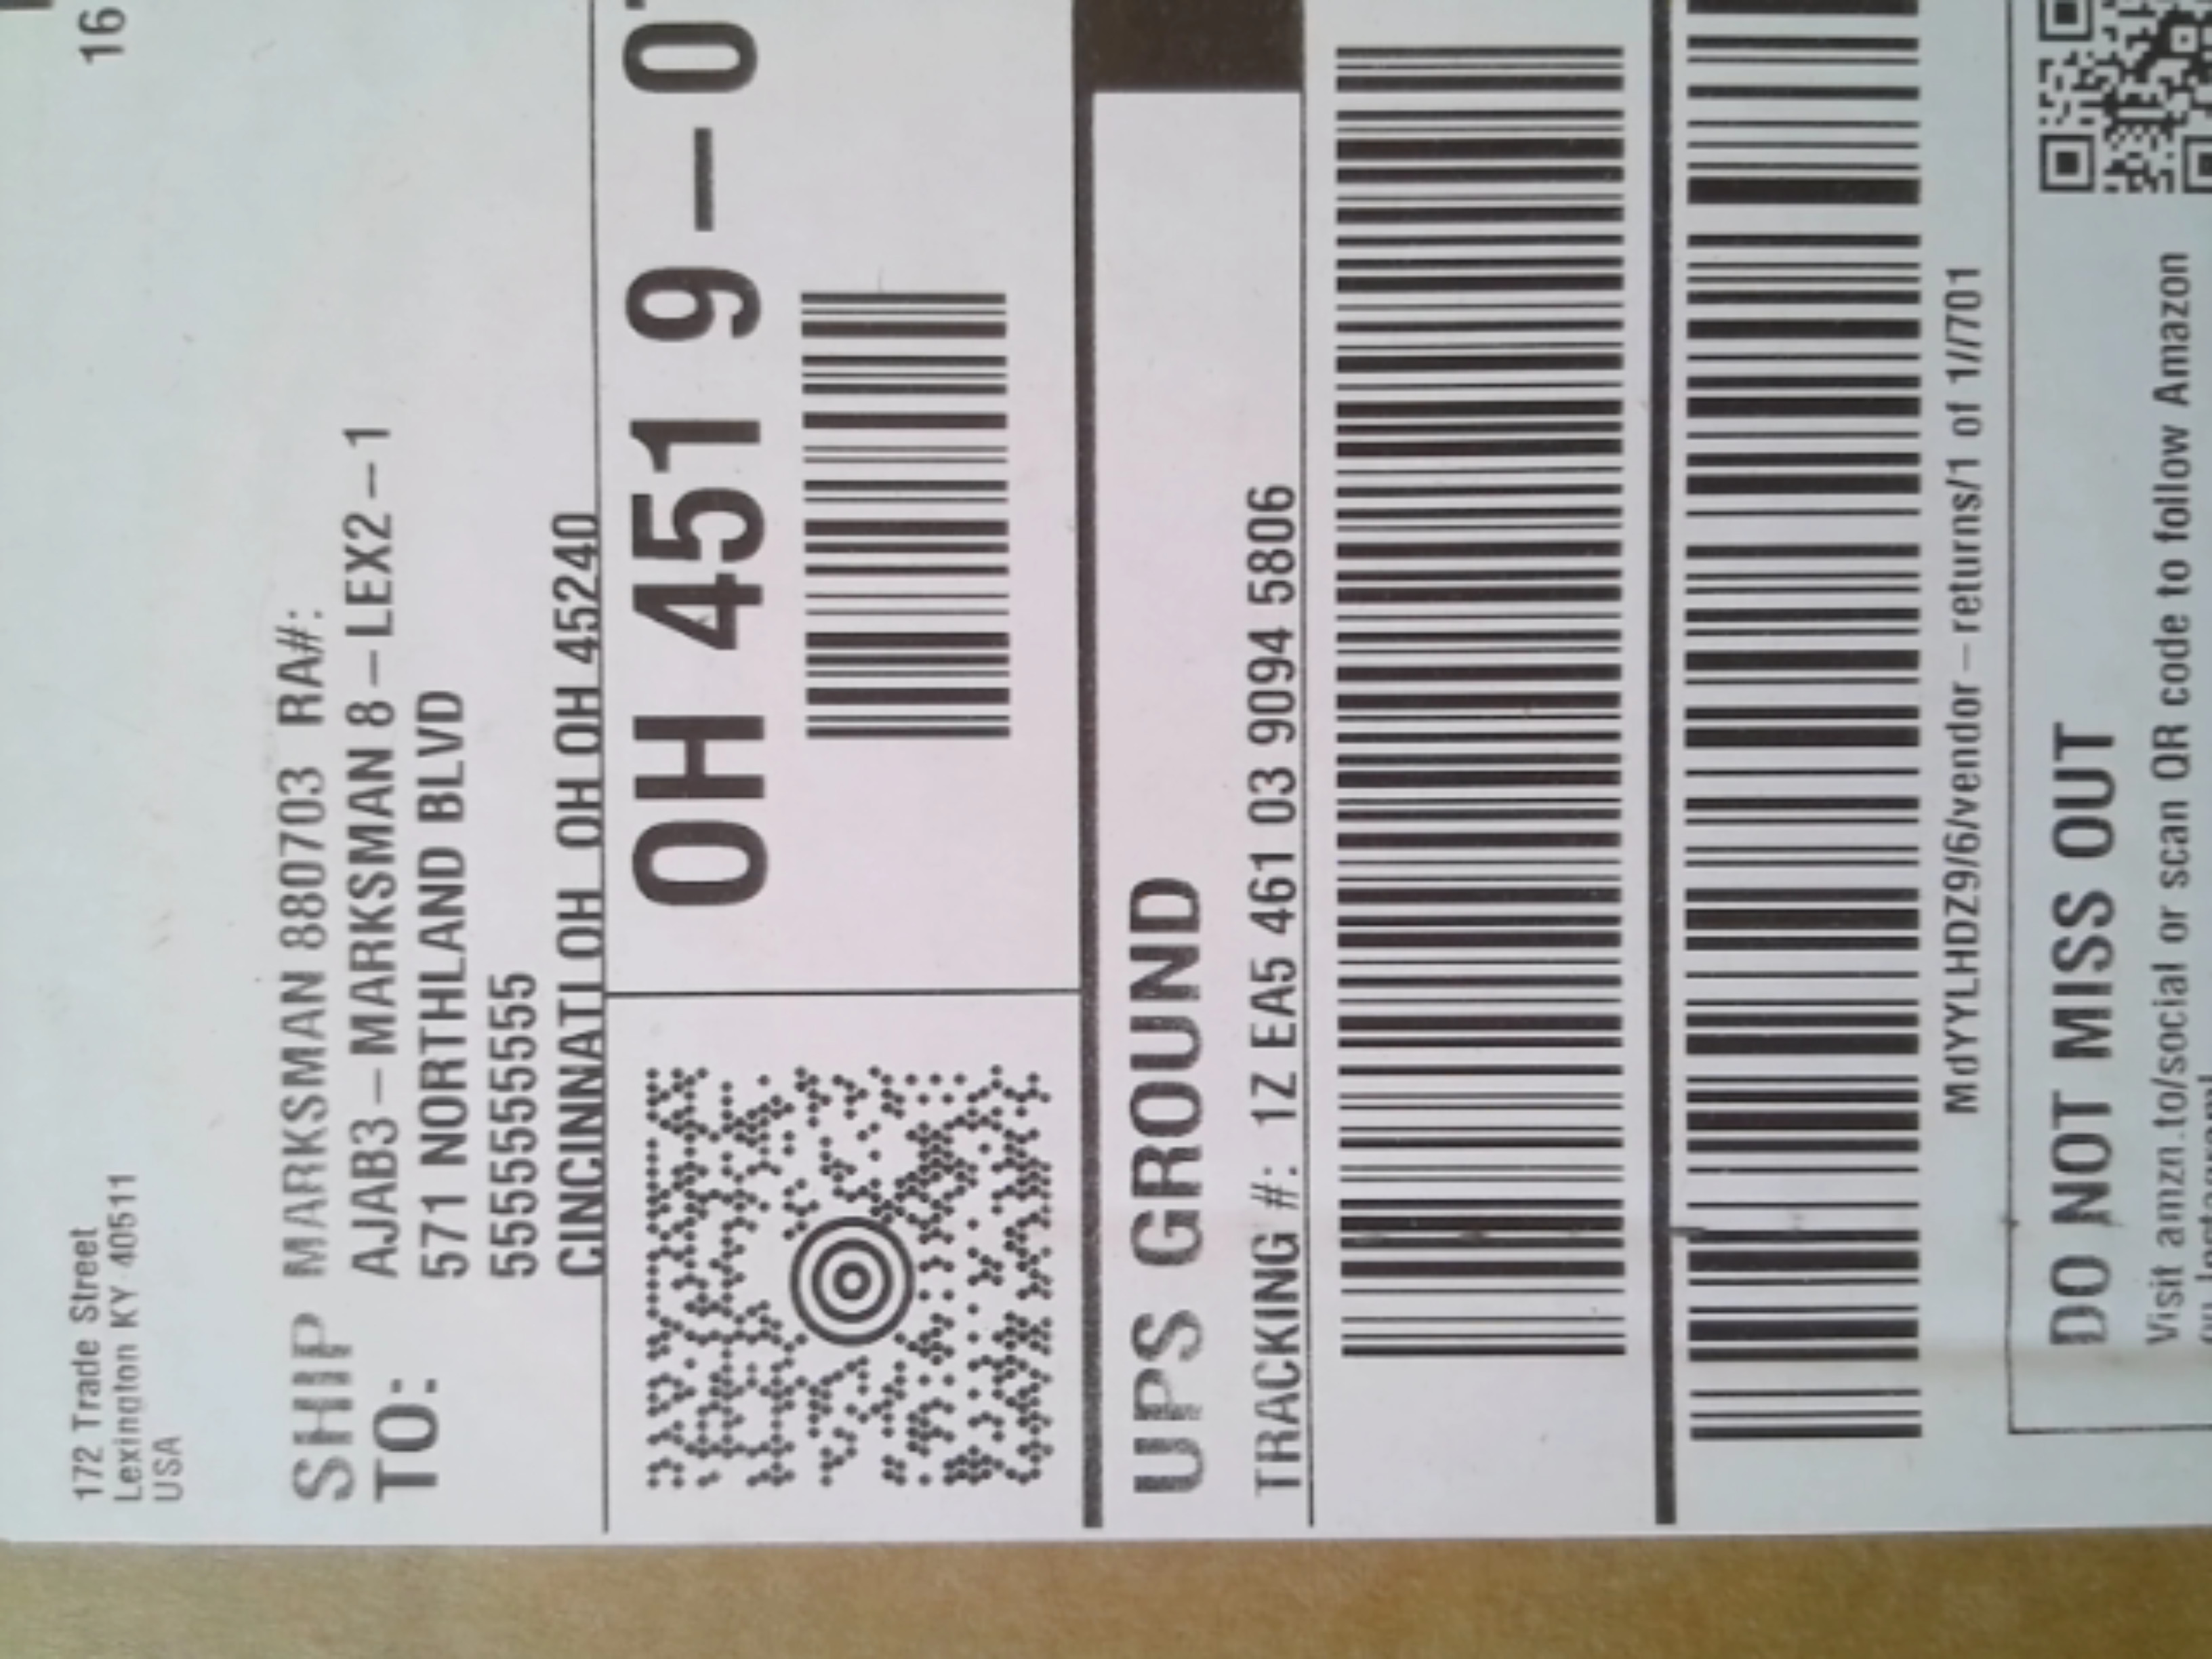 16
172 Trade Street
Lexington KY 40511
USA
SHIP TO:
MARKSMAN 880703 RA#:
AJAB3-MARKSMAN 8-LEX2-1
571 NORTHLAND BLVD
5555555555
CINCINNATI OH OH OH 45240
OH 451 9-0
UPS GROUND
TRACKING #: 1Z EA5 461 03 9094 5806
MdYYLHDZ9/6/vendor-returns/1 of 1//701
DO NOT MISS OUT
Visit amzn.to/social or scan QR code to follow Amazon